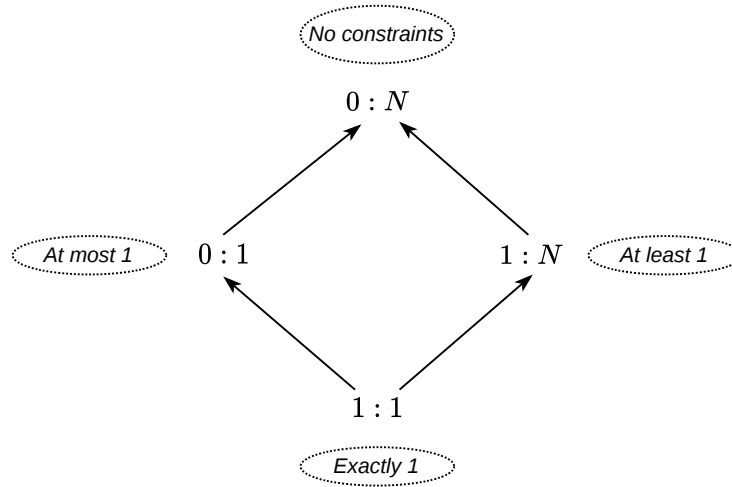 No constraints
0 : N
At most 1
0 : 1
1 : N
At least 1
1 : 1
Exactly 1